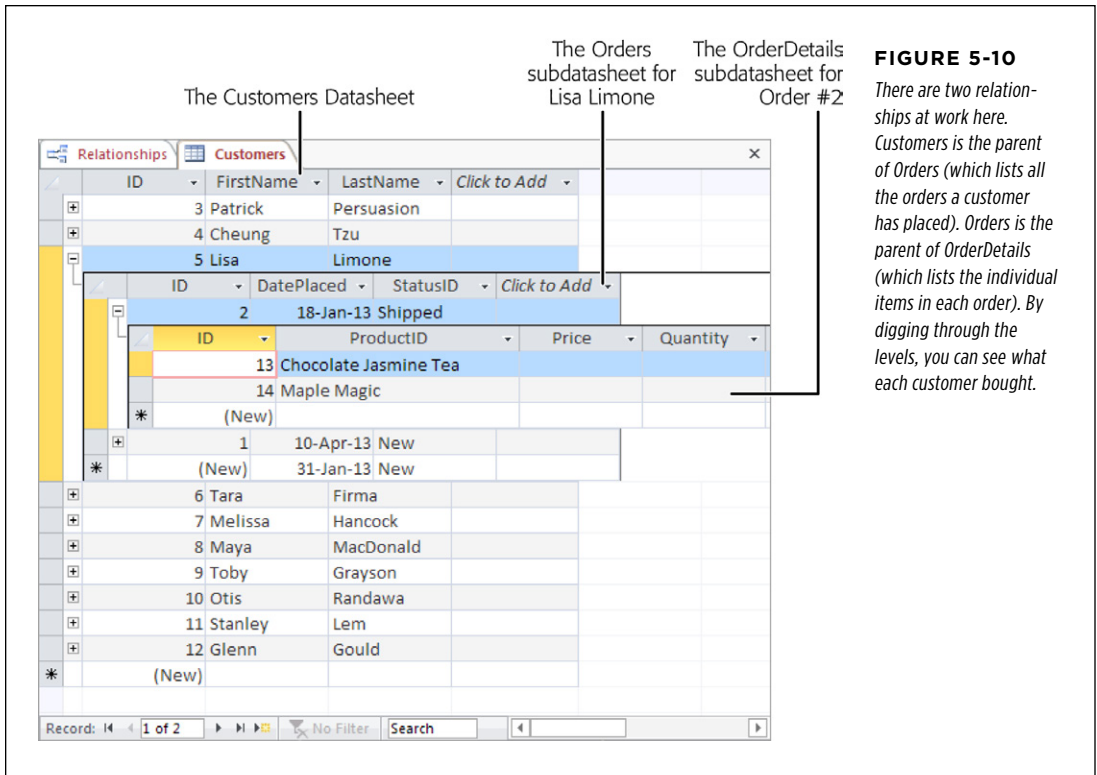 The Customers Datasheet
The Orders
subdatasheet for
Lisa Limone
The OrderDetails
subdatasheet for
Order #2
FIGURE 5-10
There are two relation-
ships at work here.
Customers is the parent
of Orders (which lists all
the orders a customer
has placed). Orders is the
parent of OrderDetails
(which lists the individual
items in each order). By
digging through the
levels, you can see what
each customer bought.
Relationships Customers
ID FirstName LastName Click to Add
3 Patrick Persuasion
4 Cheung Tzu
5 Lisa Limone
ID DatePlaced StatusID Click to Add
2 18-Jan-13 Shipped
ID ProductID Price Quantity
13 Chocolate Jasmine Tea
14 Maple Magic
(New)
1 10-Apr-13 New
(New) 31-Jan-13 New
6 Tara Firma
7 Melissa Hancock
8 Maya MacDonald
9 Toby Grayson
10 Otis Randawa
11 Stanley Lem
12 Glenn Gould
(New)
Record: 1 of 2 No Filter Search